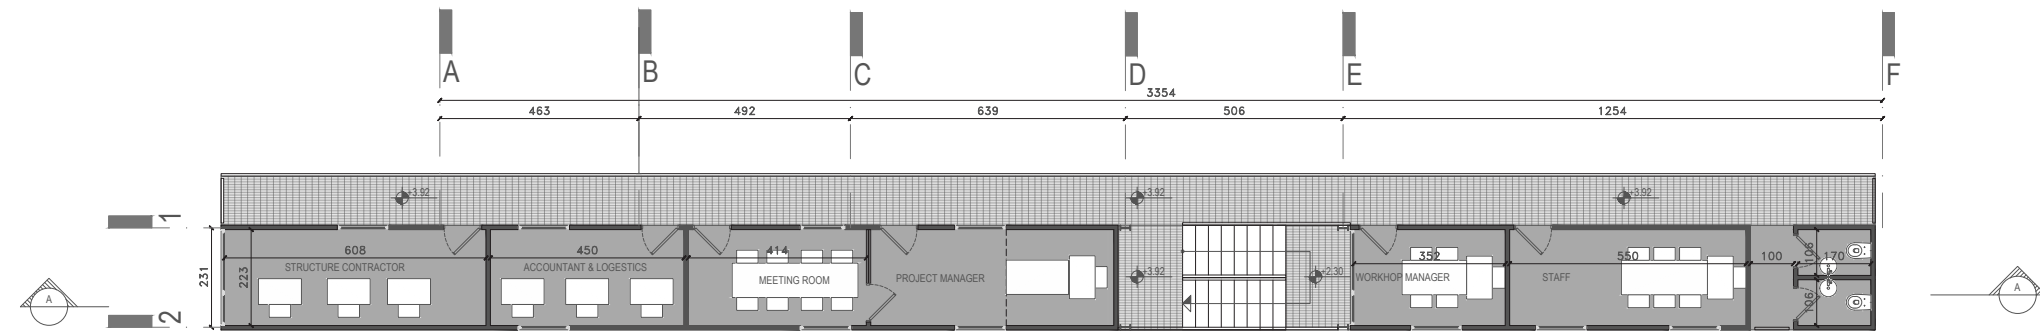 A
B
C
D
E
F
3354
463
492
639
506
1254
+3.92
+3.92
+3.92
1
2
231
223
608
450
414
352
550
100
170
106
106
STRUCTURE CONTRACTOR
ACCOUNTANT & LOGESTICS
MEETING ROOM
PROJECT MANAGER
+3.92
+2.30
WORKHOP MANAGER
STAFF
A
A